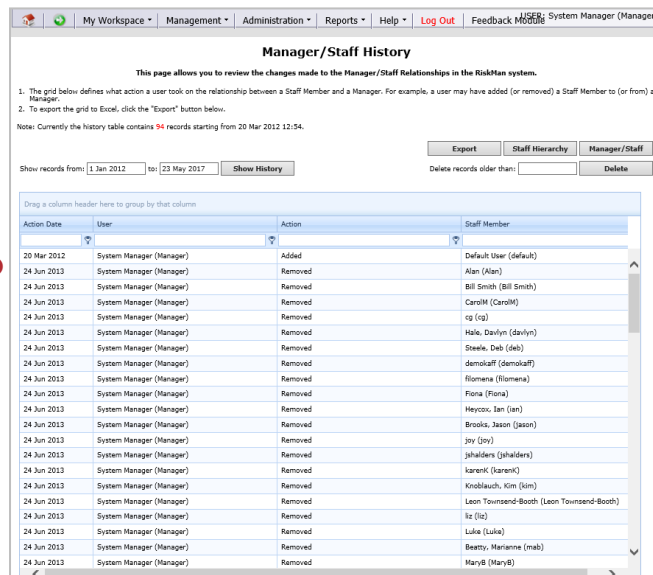 My Workspace Management Administration Reports Help Log Out Feedback Module USER: System Manager (Manager
Manager/Staff History
This page allows you to review the changes made to the Manager/Staff Relationships in the RiskMan system.
1. The grid below defines what action a user took on the relationship between a Staff Member and a Manager. For example, a user may have added (or removed) a Staff Member to (or from) a
Manager.
2. To export the grid to Excel, click the "Export" button below.
Note: Currently the history table contains 94 records starting from 20 Mar 2012 12:54.
Export Staff Hierarchy Manager/Staff
Show records from: 1 Jan 2012 to: 23 May 2017 Show History Delete records older than: Delete
Drag a column header here to group by that column
Action Date User Action Staff Member
20 Mar 2012 System Manager (Manager) Added Default User (default)
24 Jun 2013 System Manager (Manager) Removed Alan (Alan)
24 Jun 2013 System Manager (Manager) Removed Bill Smith (Bill Smith)
24 Jun 2013 System Manager (Manager) Removed CarolM (CarolM)
24 Jun 2013 System Manager (Manager) Removed cg (cg)
24 Jun 2013 System Manager (Manager) Removed Hale, Davlyn (davlyn)
24 Jun 2013 System Manager (Manager) Removed Steele, Deb (deb)
24 Jun 2013 System Manager (Manager) Removed demokaff (demokaff)
24 Jun 2013 System Manager (Manager) Removed filomena (filomena)
24 Jun 2013 System Manager (Manager) Removed Fiona (Fiona)
24 Jun 2013 System Manager (Manager) Removed Heycox, Ian (ian)
24 Jun 2013 System Manager (Manager) Removed Brooks, Jason (jason)
24 Jun 2013 System Manager (Manager) Removed joy (joy)
24 Jun 2013 System Manager (Manager) Removed jshalders (jshalders)
24 Jun 2013 System Manager (Manager) Removed karenK (karenK)
24 Jun 2013 System Manager (Manager) Removed Knoblauch, Kim (kim)
24 Jun 2013 System Manager (Manager) Removed Leon Townsend-Booth (Leon Townsend-Booth)
24 Jun 2013 System Manager (Manager) Removed liz (liz)
24 Jun 2013 System Manager (Manager) Removed Luke (Luke)
24 Jun 2013 System Manager (Manager) Removed Beatty, Marianne (mab)
24 Jun 2013 System Manager (Manager) Removed MaryB (MaryB)